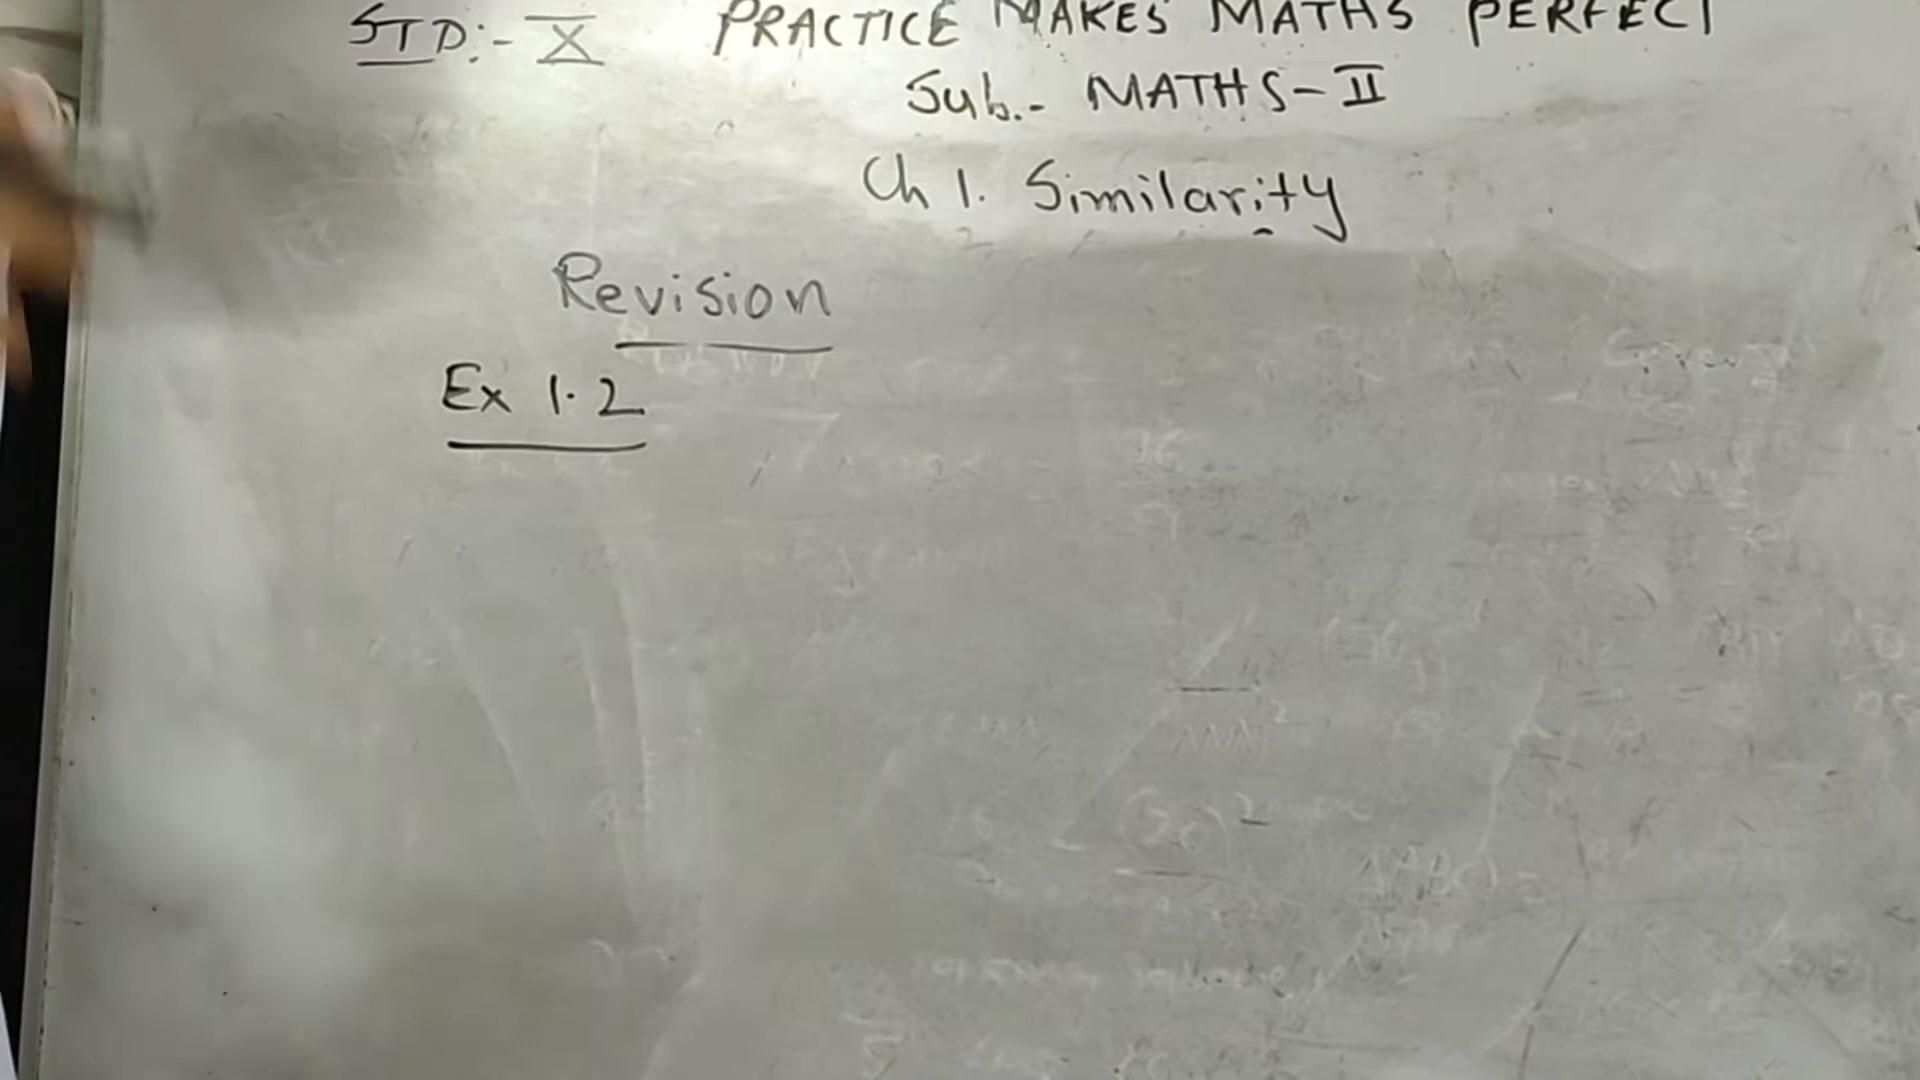 STD:- X PRACTICE MAKES MATHS PERFECT
Sub.- MATHS-II
Ch 1. Similarity
Revision
Ex 1.2